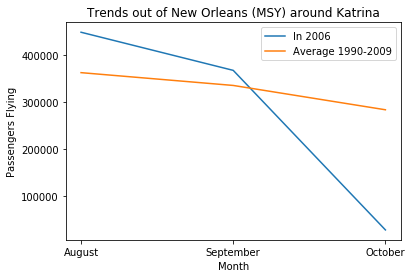 Trends out of New Orleans (MSY) around Katrina
In 2006
Average 1990-2009
400000
300000
200000
100000
Passengers Flying
August
September
October
Month